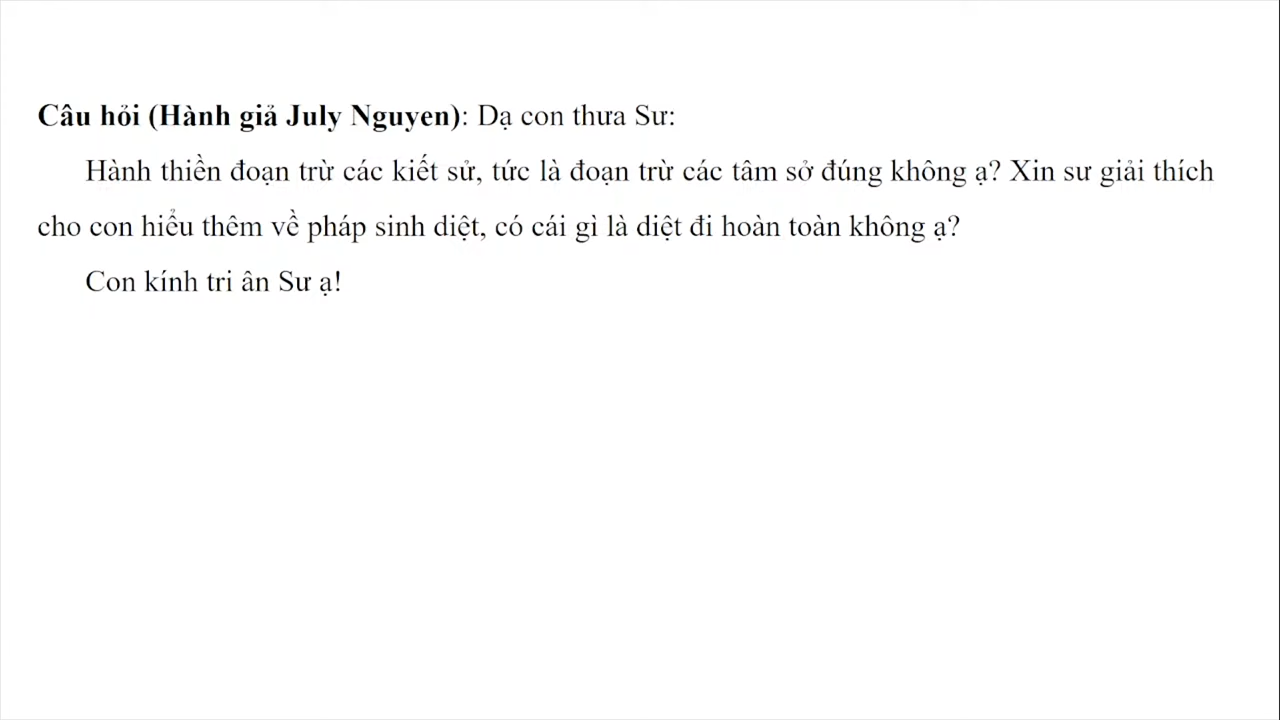 Câu hỏi (Hành giả July Nguyen): Dạ con thưa Sư:
Hành thiền đoạn trừ các kiết sử, tức là đoạn trừ các tâm sở đúng không ạ? Xin sư giải thích
cho con hiểu thêm về pháp sinh diệt, có cái gì là diệt đi hoàn toàn không ạ?
Con kính tri ân Sư ạ!